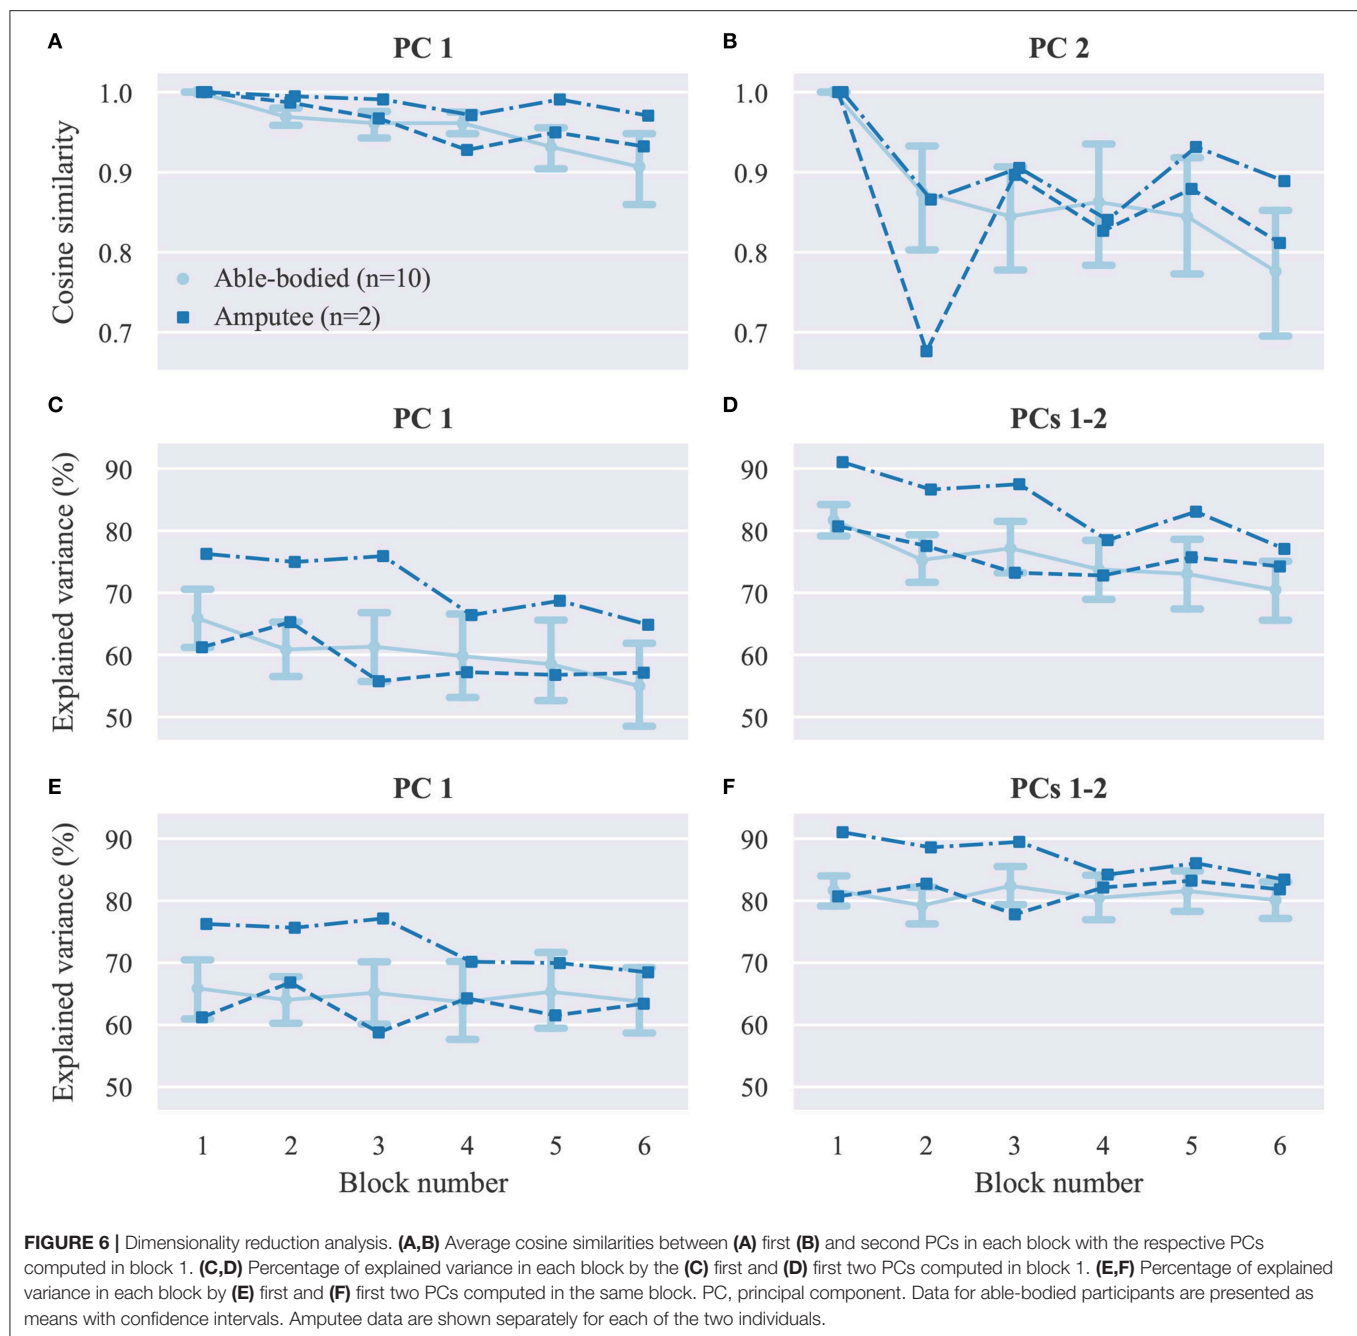 A
PC 1
B
PC 2
1.0
0.9
0.8
0.7
Cosine similarity
Able-bodied (n=10)
Amputee (n=2)
1.0
0.9
0.8
0.7
C
PC 1
D
PCs 1-2
90
80
70
60
50
Explained variance (%)
90
80
70
60
50
E
PC 1
F
PCs 1-2
90
80
70
60
50
Explained variance (%)
90
80
70
60
50
1 2 3 4 5 6
Block number
1 2 3 4 5 6
Block number
FIGURE 6 | Dimensionality reduction analysis. (A,B) Average cosine similarities between (A) first (B) and second PCs in each block with the respective PCs
computed in block 1. (C,D) Percentage of explained variance in each block by the (C) first and (D) first two PCs computed in block 1. (E,F) Percentage of explained
variance in each block by (E) first and (F) first two PCs computed in the same block. PC, principal component. Data for able-bodied participants are presented as
means with confidence intervals. Amputee data are shown separately for each of the two individuals.